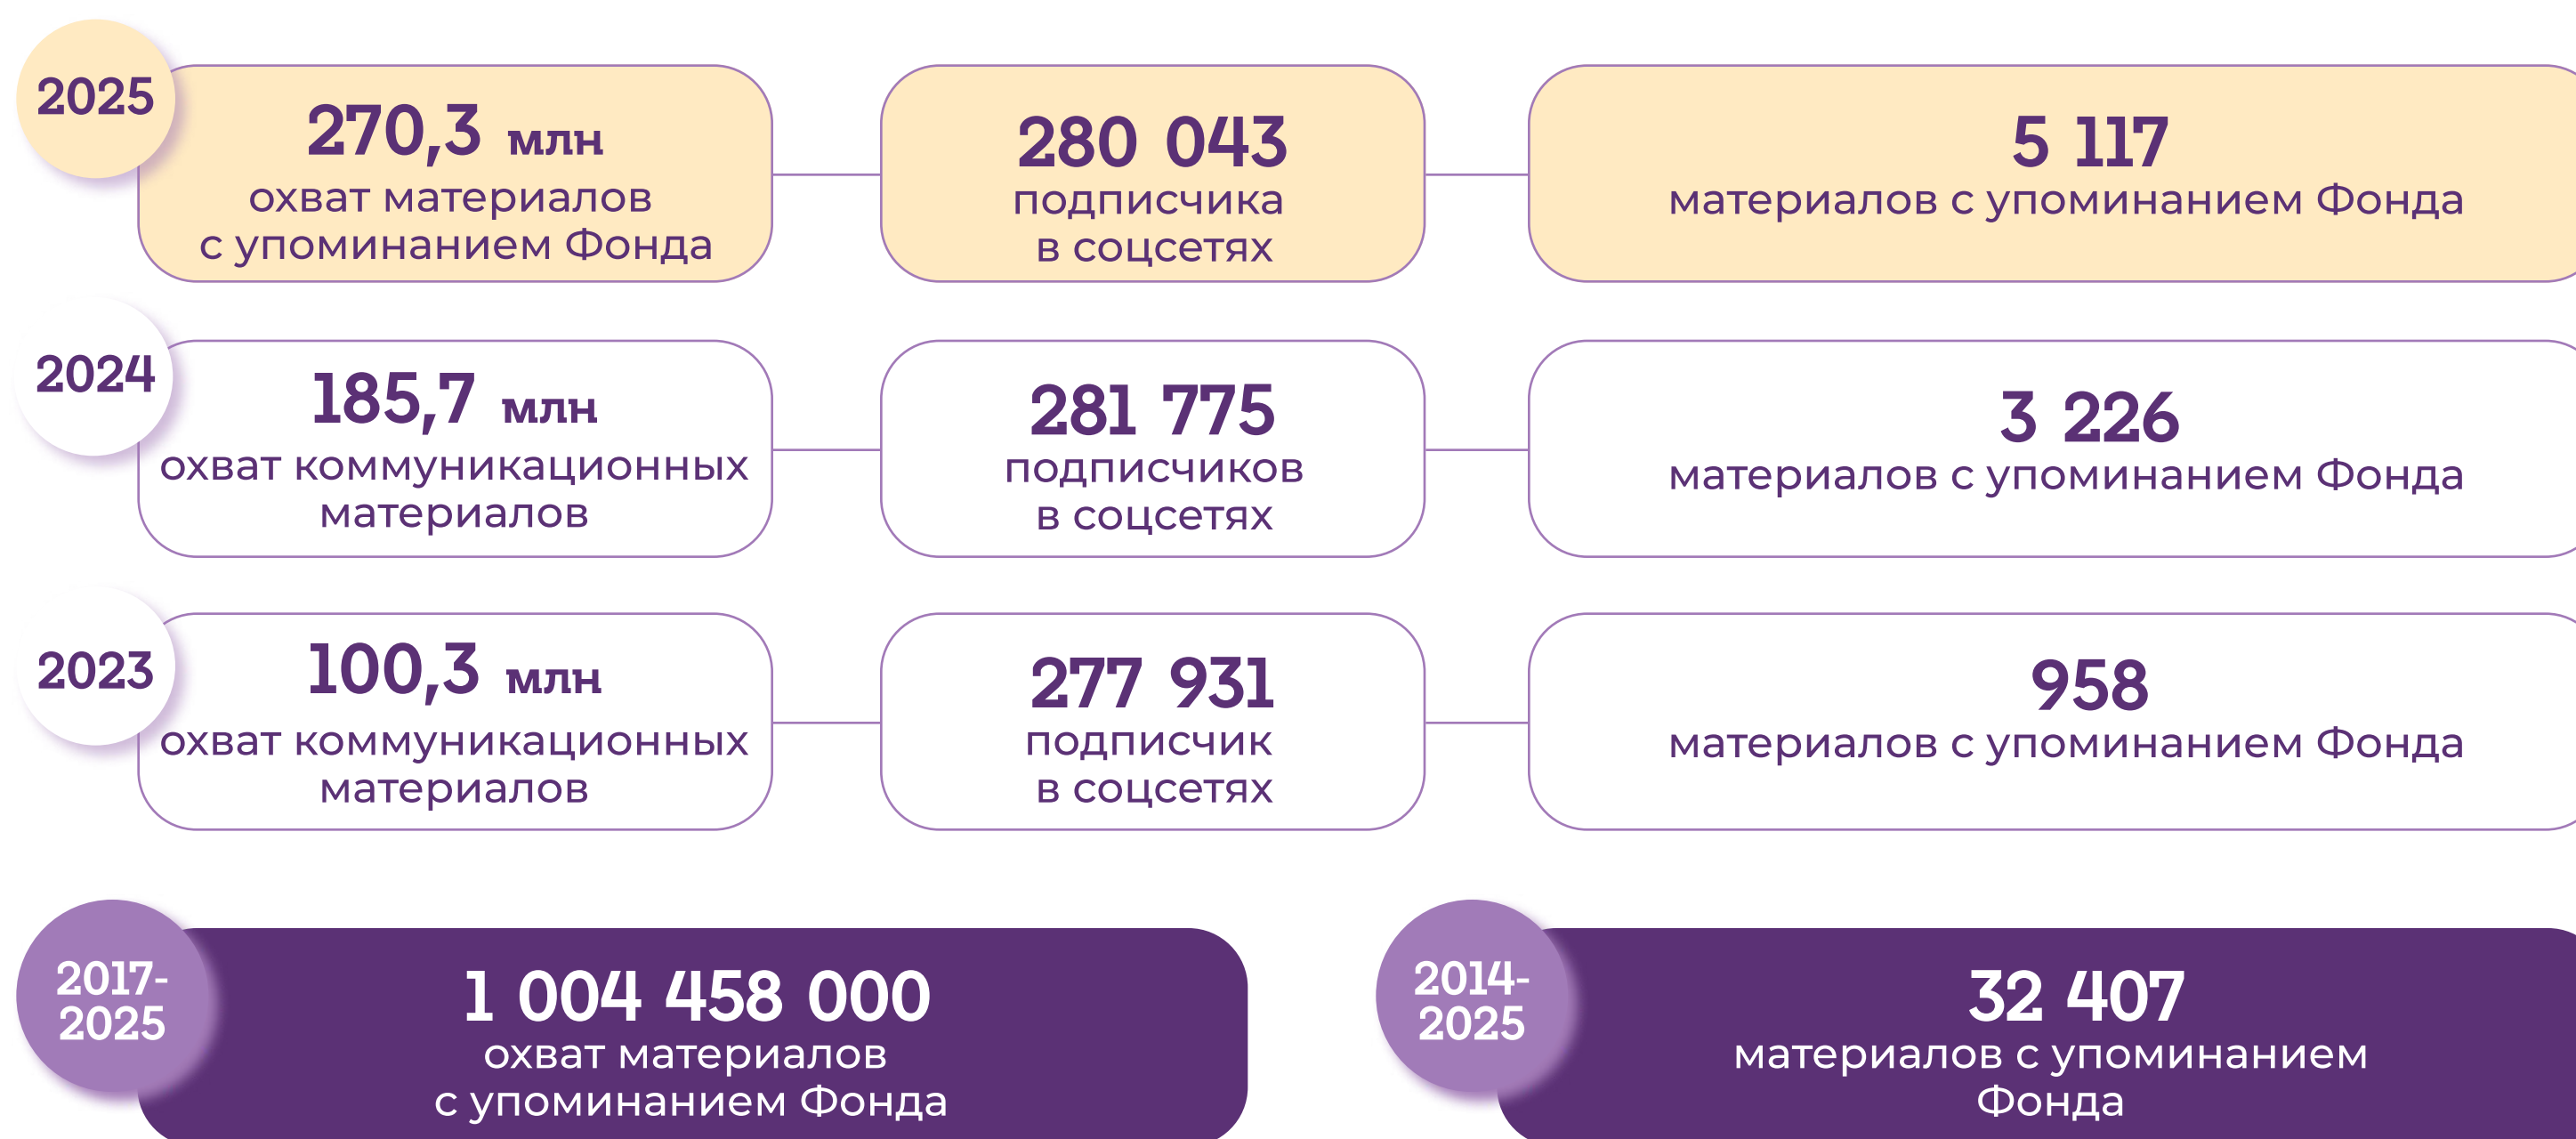 2025
270,3 млн
охват материалов
с упоминанием Фонда
280 043
подписчика
в соцсетях
5 117
материалов с упоминанием Фонда
2024
185,7 млн
охват коммуникационных
материалов
281 775
подписчиков
в соцсетях
3 226
материалов с упоминанием Фонда
2023
100,3 млн
охват коммуникационных
материалов
277 931
подписчик
в соцсетях
958
материалов с упоминанием Фонда
2017-
2025
1 004 458 000
охват материалов
с упоминанием Фонда
2014-
2025
32 407
материалов с упоминанием
Фонда